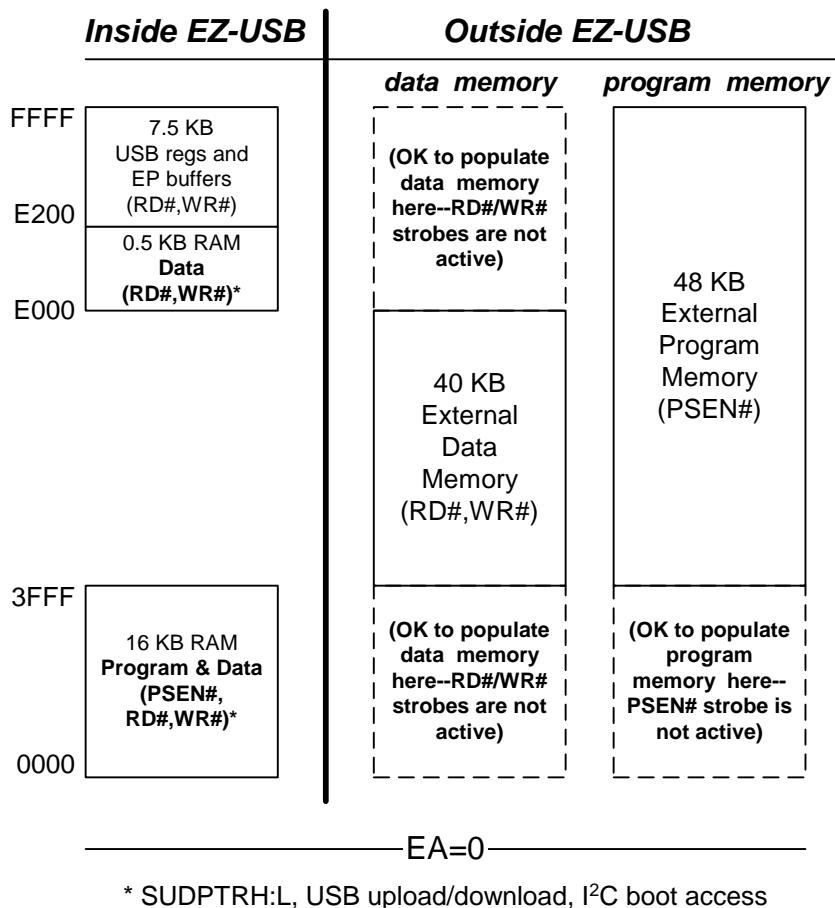 Inside EZ-USB
Outside EZ-USB
data memory
program memory
FFFF
7.5 KB
USB regs and
EP buffers
(RD#,WR#)
E200
0.5 KB RAM
Data
(RD#,WR#)*
E000
(OK to populate
data memory
here--RD#/WR#
strobes are not
active)
40 KB
External
Data
Memory
(RD#,WR#)
48 KB
External
Program
Memory
(PSEN#)
3FFF
16 KB RAM
Program & Data
(PSEN#,
RD#,WR#)*
0000
(OK to populate
data memory
here--RD#/WR#
strobes are not
active)
(OK to populate
program
memory here--
PSEN# strobe is
not active)
EA=0
* SUDPTRH:L, USB upload/download, I²C boot access